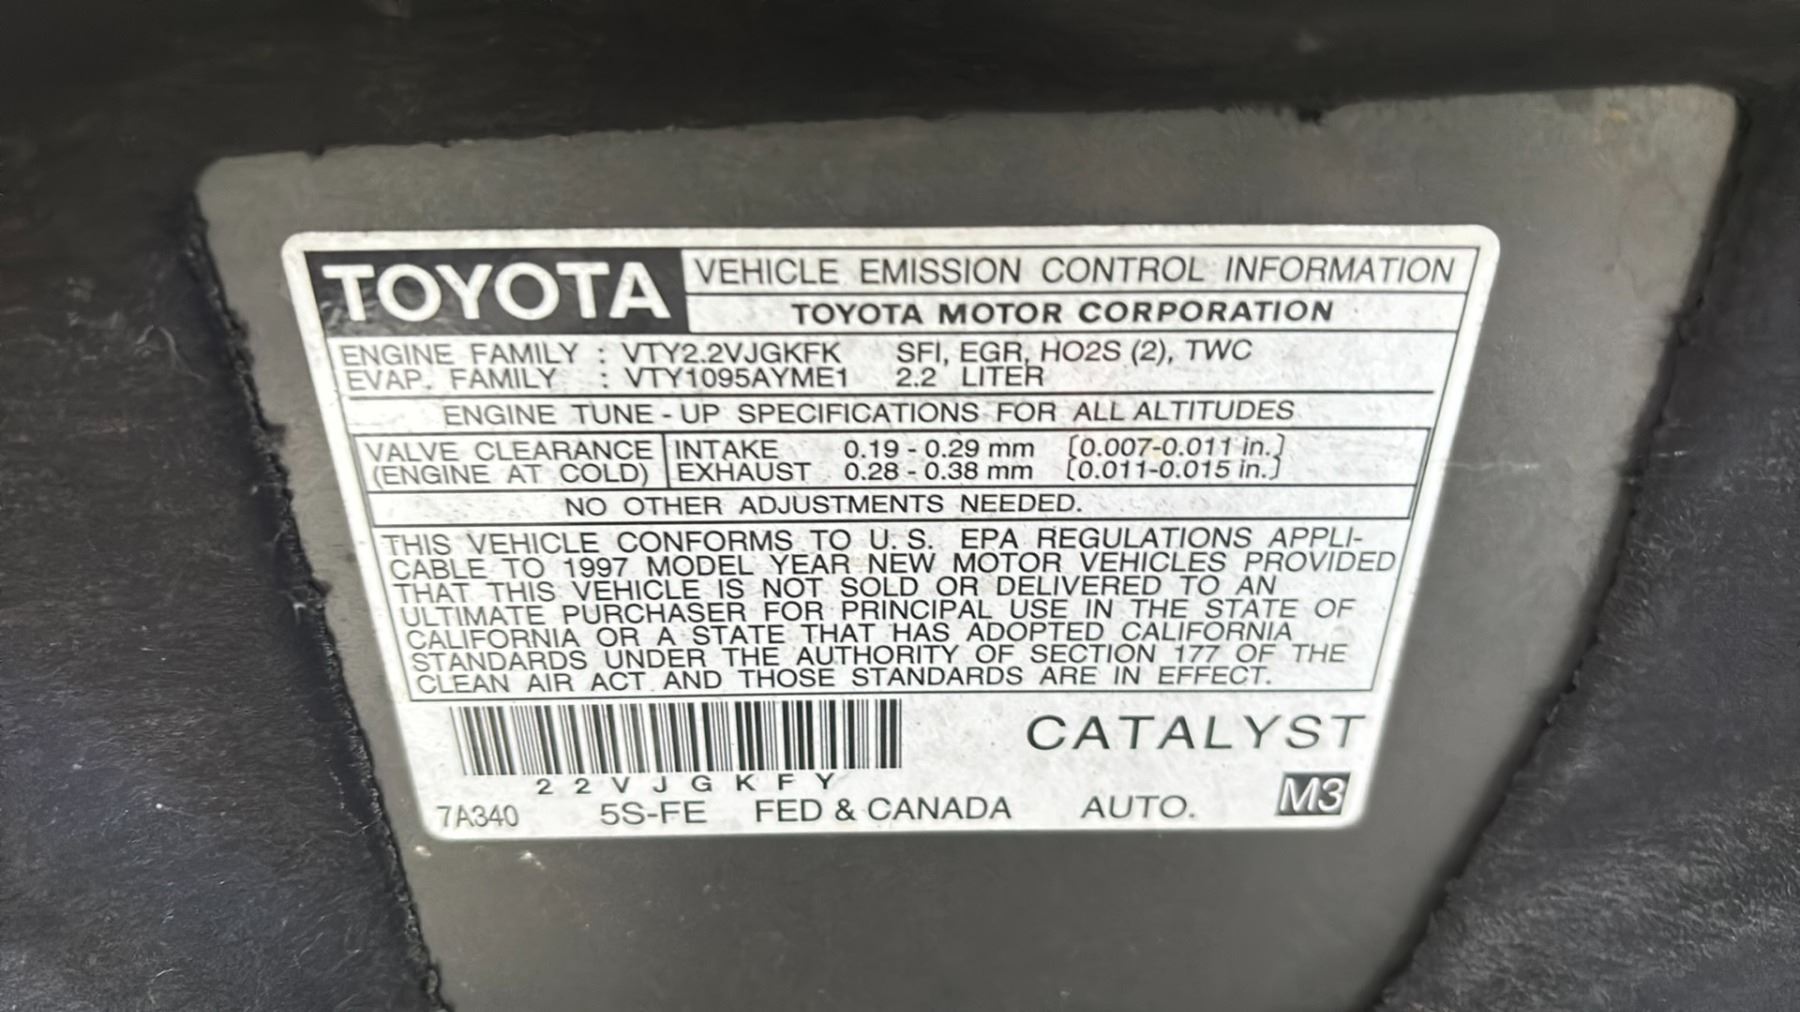 TOYOTA VEHICLE EMISSION CONTROL INFORMATION
TOYOTA MOTOR CORPORATION
ENGINE FAMILY : VTY2.2VJGKFK SFI, EGR, HO2S (2), TWC
EVAP. FAMILY : VTY1095AYME1 2.2 LITER
ENGINE TUNE-UP SPECIFICATIONS FOR ALL ALTITUDES
VALVE CLEARANCE INTAKE 0.19 - 0.29 mm [0.007-0.011 in.]
(ENGINE AT COLD) EXHAUST 0.28 - 0.38 mm [0.011-0.015 in.]
NO OTHER ADJUSTMENTS NEEDED.
THIS VEHICLE CONFORMS TO U.S. EPA REGULATIONS APPLI-
CABLE TO 1997 MODEL YEAR NEW MOTOR VEHICLES PROVIDED
THAT THIS VEHICLE IS NOT SOLD OR DELIVERED TO AN
ULTIMATE PURCHASER FOR PRINCIPAL USE IN THE STATE OF
CALIFORNIA OR A STATE THAT HAS ADOPTED CALIFORNIA
STANDARDS UNDER THE AUTHORITY OF SECTION 177 OF THE
CLEAN AIR ACT AND THOSE STANDARDS ARE IN EFFECT.
CATALYST
22VJGKFY
7A340 5S-FE FED & CANADA AUTO. M3